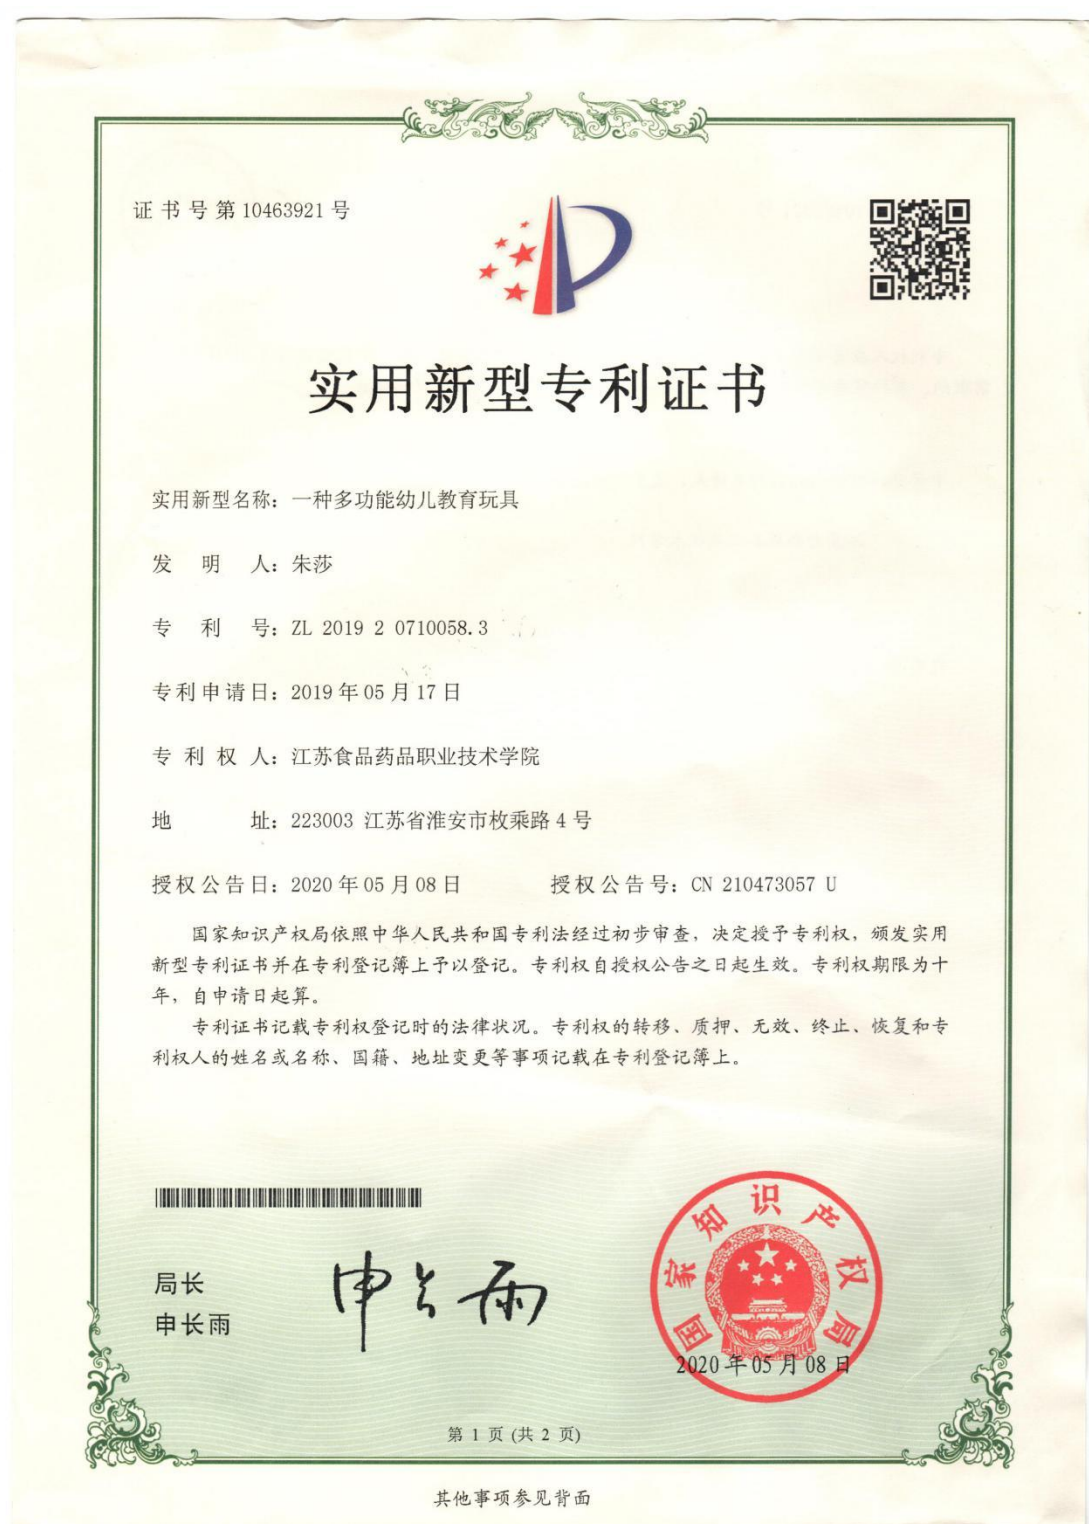 证书号第10463921号
实用新型专利证书
实用新型名称：一种多功能幼儿教育玩具
发明人：朱莎
专利号：ZL 2019 2 0710058.3
专利申请日：2019年05月17日
专利权人：江苏食品药品职业技术学院
地址：223003 江苏省淮安市枚乘路4号
授权公告日：2020年05月08日 授权公告号：CN 210473057 U
国家知识产权局依照中华人民共和国专利法经过初步审查，决定授予专利权，颁发实用
新型专利证书并在专利登记簿上予以登记。专利权自授权公告之日起生效。专利权期限为十
年，自申请日起算。
专利证书记载专利权登记时的法律状况。专利权的转移、质押、无效、终止、恢复和专
利权人的姓名或名称、国籍、地址变更等事项记载在专利登记簿上。
局长
申长雨
申长雨
国家知识产权局
2020年05月08日
第 1 页 (共 2 页)
其他事项参见背面